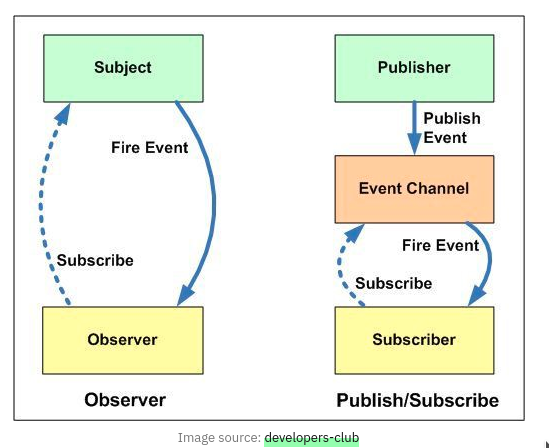 Subject
Publisher
Fire Event
Publish
Event
Event Channel
Fire Event
Subscribe
Subscribe
Observer
Subscriber
Observer
Publish/Subscribe
Image source: developers-club